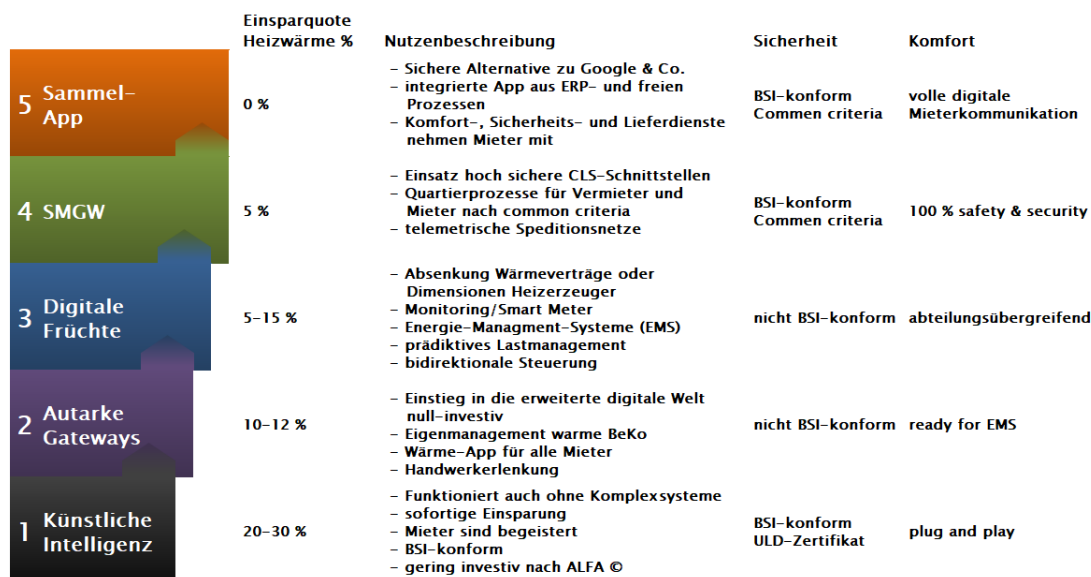 Einsparquote
Heizwärme %
Nutzenbeschreibung
Sicherheit
Komfort
5 Sammel-
App
0 %
– Sichere Alternative zu Google & Co.
– integrierte App aus ERP- und freien
Prozessen
– Komfort-, Sicherheits- und Lieferdienste
nehmen Mieter mit
BSI-konform
Commen criteria
volle digitale
Mieterkommunikation
4 SMGW
5 %
– Einsatz hoch sichere CLS-Schnittstellen
– Quartierprozesse für Vermieter und
Mieter nach common criteria
– telemetrische Speditionsnetze
BSI-konform
Commen criteria
100 % safety & security
3 Digitale
Früchte
5-15 %
– Absenkung Wärmeverträge oder
Dimensionen Heizerzeuger
– Monitoring/Smart Meter
– Energie-Managment-Systeme (EMS)
– prädiktives Lastmanagement
– bidirektionale Steuerung
nicht BSI-konform
abteilungsübergreifend
2 Autarke
Gateways
10-12 %
– Einstieg in die erweiterte digitale Welt
null-investiv
– Eigenmanagement warme BeKo
– Wärme-App für alle Mieter
– Handwerkerlenkung
nicht BSI-konform
ready for EMS
1 Künstliche
Intelligenz
20-30 %
– Funktioniert auch ohne Komplexsysteme
– sofortige Einsparung
– Mieter sind begeistert
– BSI-konform
– gering investiv nach ALFA ©
BSI-konform
ULD-Zertifikat
plug and play